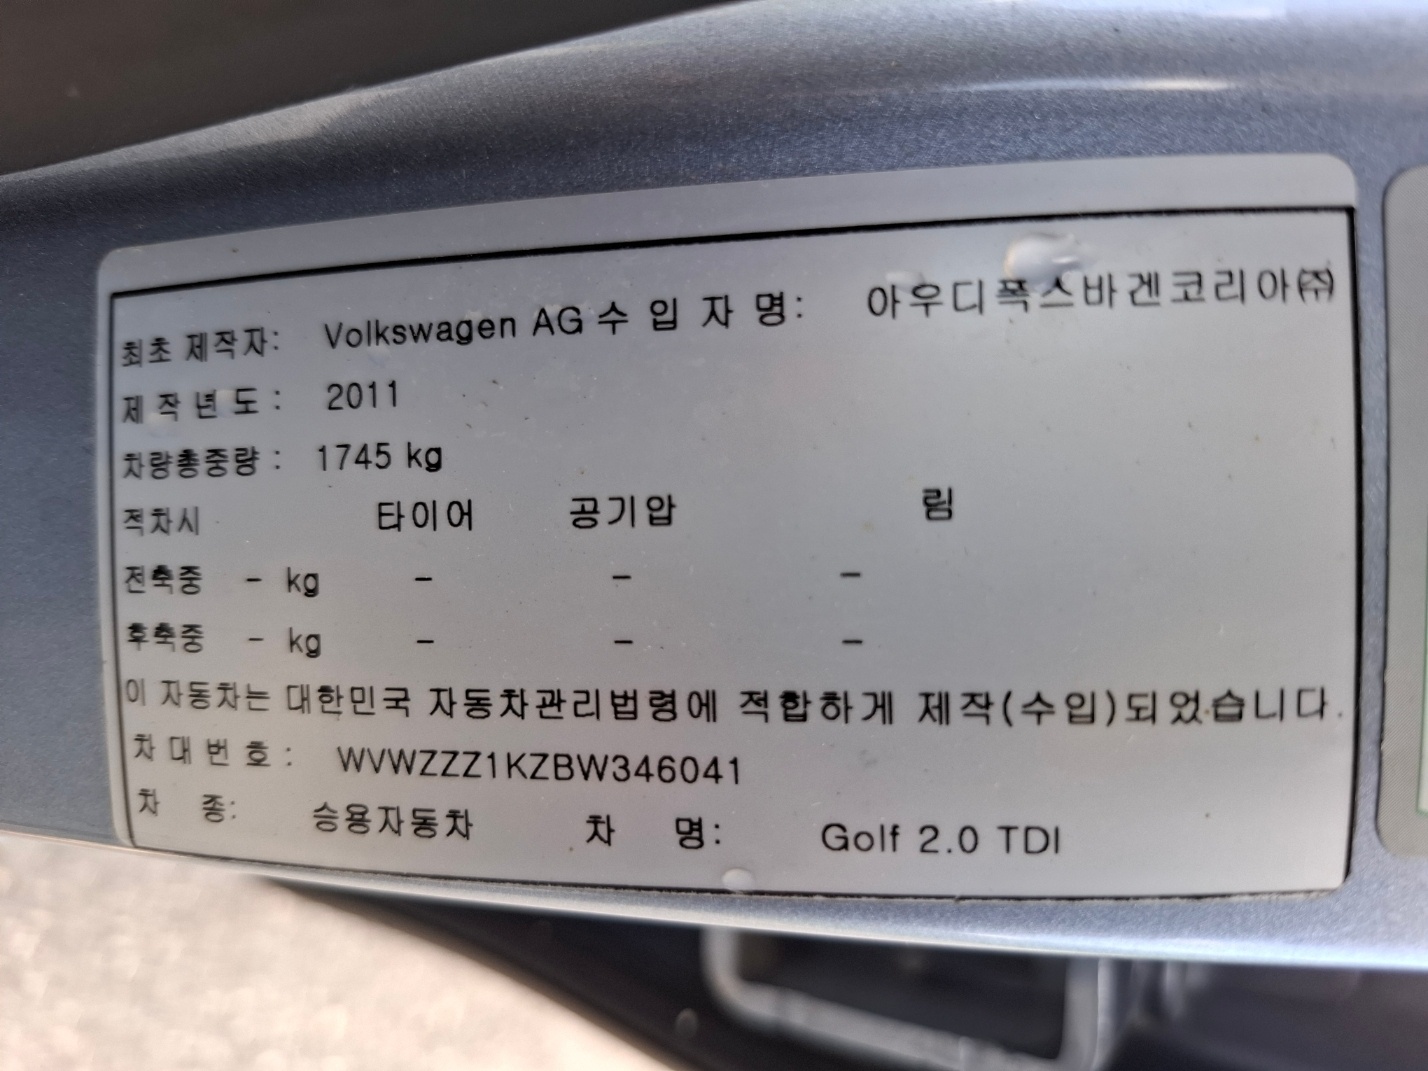 최초 제작자: Volkswagen AG 수 입 자 명: 아우디폭스바겐코리아㈜
제 작 년 도 : 2011
차량총중량 : 1745 kg
적차시 타이어 공기압 림
전축중 - kg - - -
후축중 - kg - - -
이 자동차는 대한민국 자동차관리법령에 적합하게 제작(수입)되었습니다.
차 대 번 호 : WVWZZZ1KZBW346041
차 종: 승용자동차 차 명: Golf 2.0 TDI